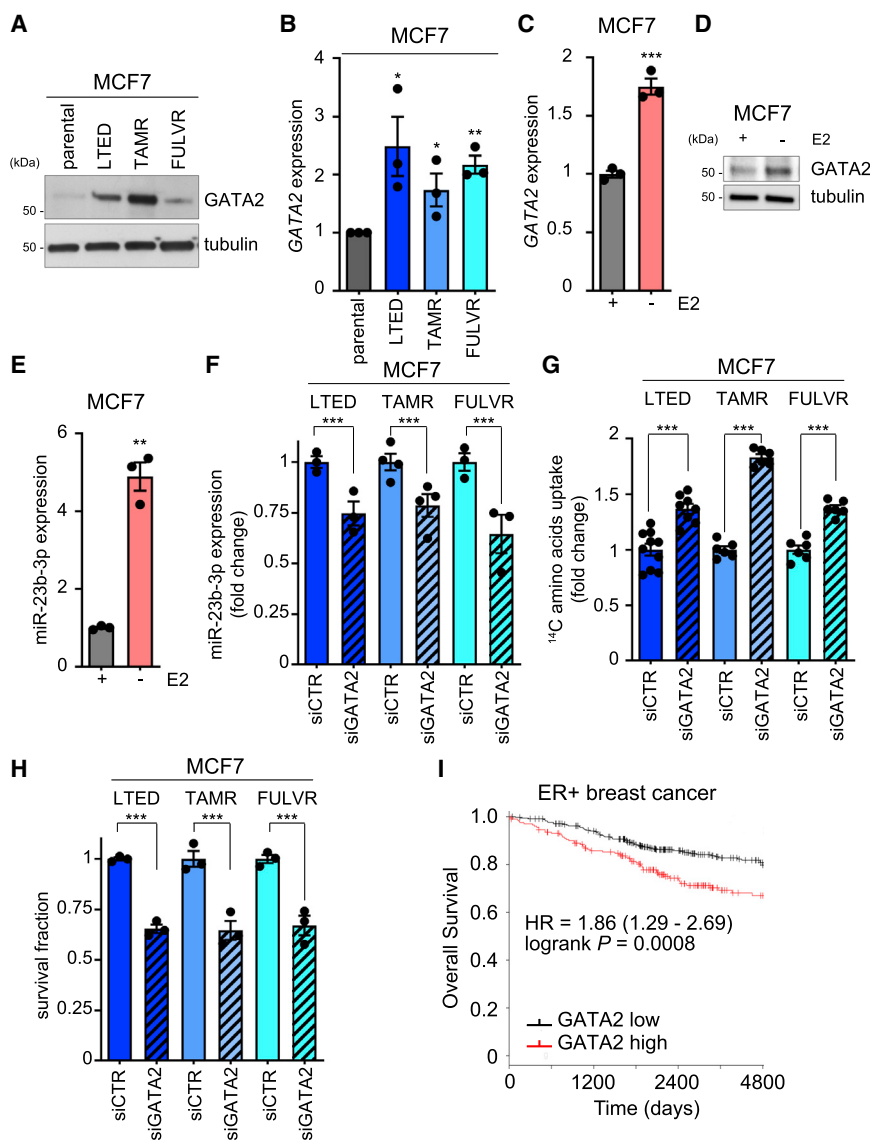 A
MCF7
parental
LTED
TAMR
FULVR
(kDa)
50
GATA2
50
tubulin
B
MCF7
GATA2 expression
4
3
2
1
0
*
*
**
parental
LTED
TAMR
FULVR
C
MCF7
GATA2 expression
2
1.5
1
0.5
0
***
+ - E2
D
MCF7
(kDa) + - E2
50 GATA2
50 tubulin
E
MCF7
miR-23b-3p expression
6
4
2
0
**
+ - E2
F
MCF7
LTED TAMR FULVR
*** *** ***
miR-23b-3p expression
(fold change)
1
0.75
0.5
0.25
0
siCTR
siGATA2
siCTR
siGATA2
siCTR
siGATA2
G
MCF7
LTED TAMR FULVR
*** *** ***
14C amino acids uptake
(fold change)
2
1.5
1
0.5
0
siCTR
siGATA2
siCTR
siGATA2
siCTR
siGATA2
H
MCF7
LTED TAMR FULVR
*** *** ***
survival fraction
1
0.75
0.5
0.25
0
siCTR
siGATA2
siCTR
siGATA2
siCTR
siGATA2
I
ER+ breast cancer
Overall Survival
1.0
0.8
0.6
0.4
0.2
0
HR = 1.86 (1.29 - 2.69)
logrank P = 0.0008
GATA2 low
GATA2 high
0 1200 2400 4800
Time (days)